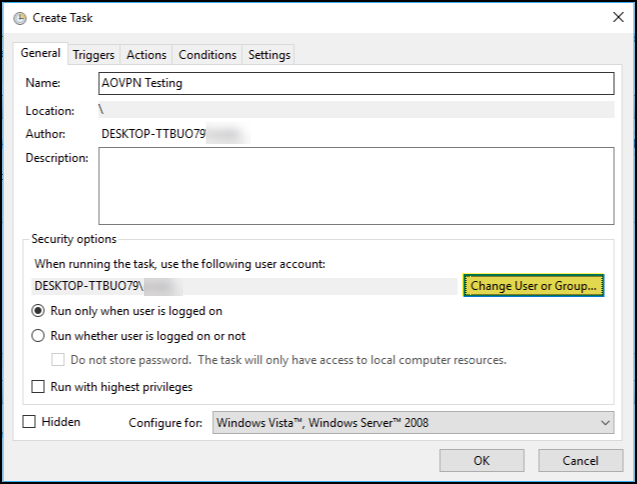 Create Task
General Triggers Actions Conditions Settings
Name: AOVPN Testing
Location: \
Author: DESKTOP-TTBUO79\
Description:
Security options
When running the task, use the following user account:
DESKTOP-TTBUO79\ Change User or Group...
Run only when user is logged on
Run whether user is logged on or not
Do not store password. The task will only have access to local computer resources.
Run with highest privileges
Hidden Configure for: Windows Vista™, Windows Server™ 2008
OK Cancel